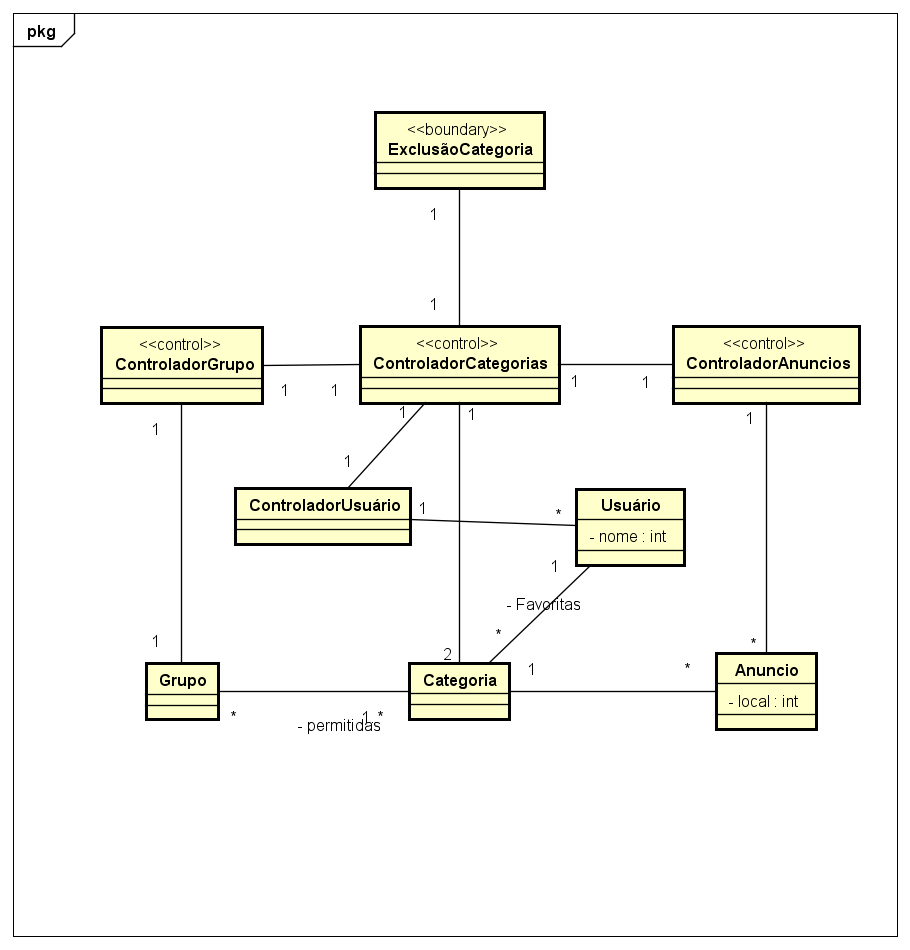 pkg
<<boundary>>
ExclusãoCategoria
1
1
<<control>>
ControladorGrupo
<<control>>
ControladorCategorias
<<control>>
ControladorAnuncios
1
1
1
1
1
1
1
1
1
ControladorUsuário
1
*
Usuário
- nome : int
1
- Favoritas
*
1
2
1
*
*
Grupo
Categoria
Anuncio
- local : int
*
1..*
- permitidas